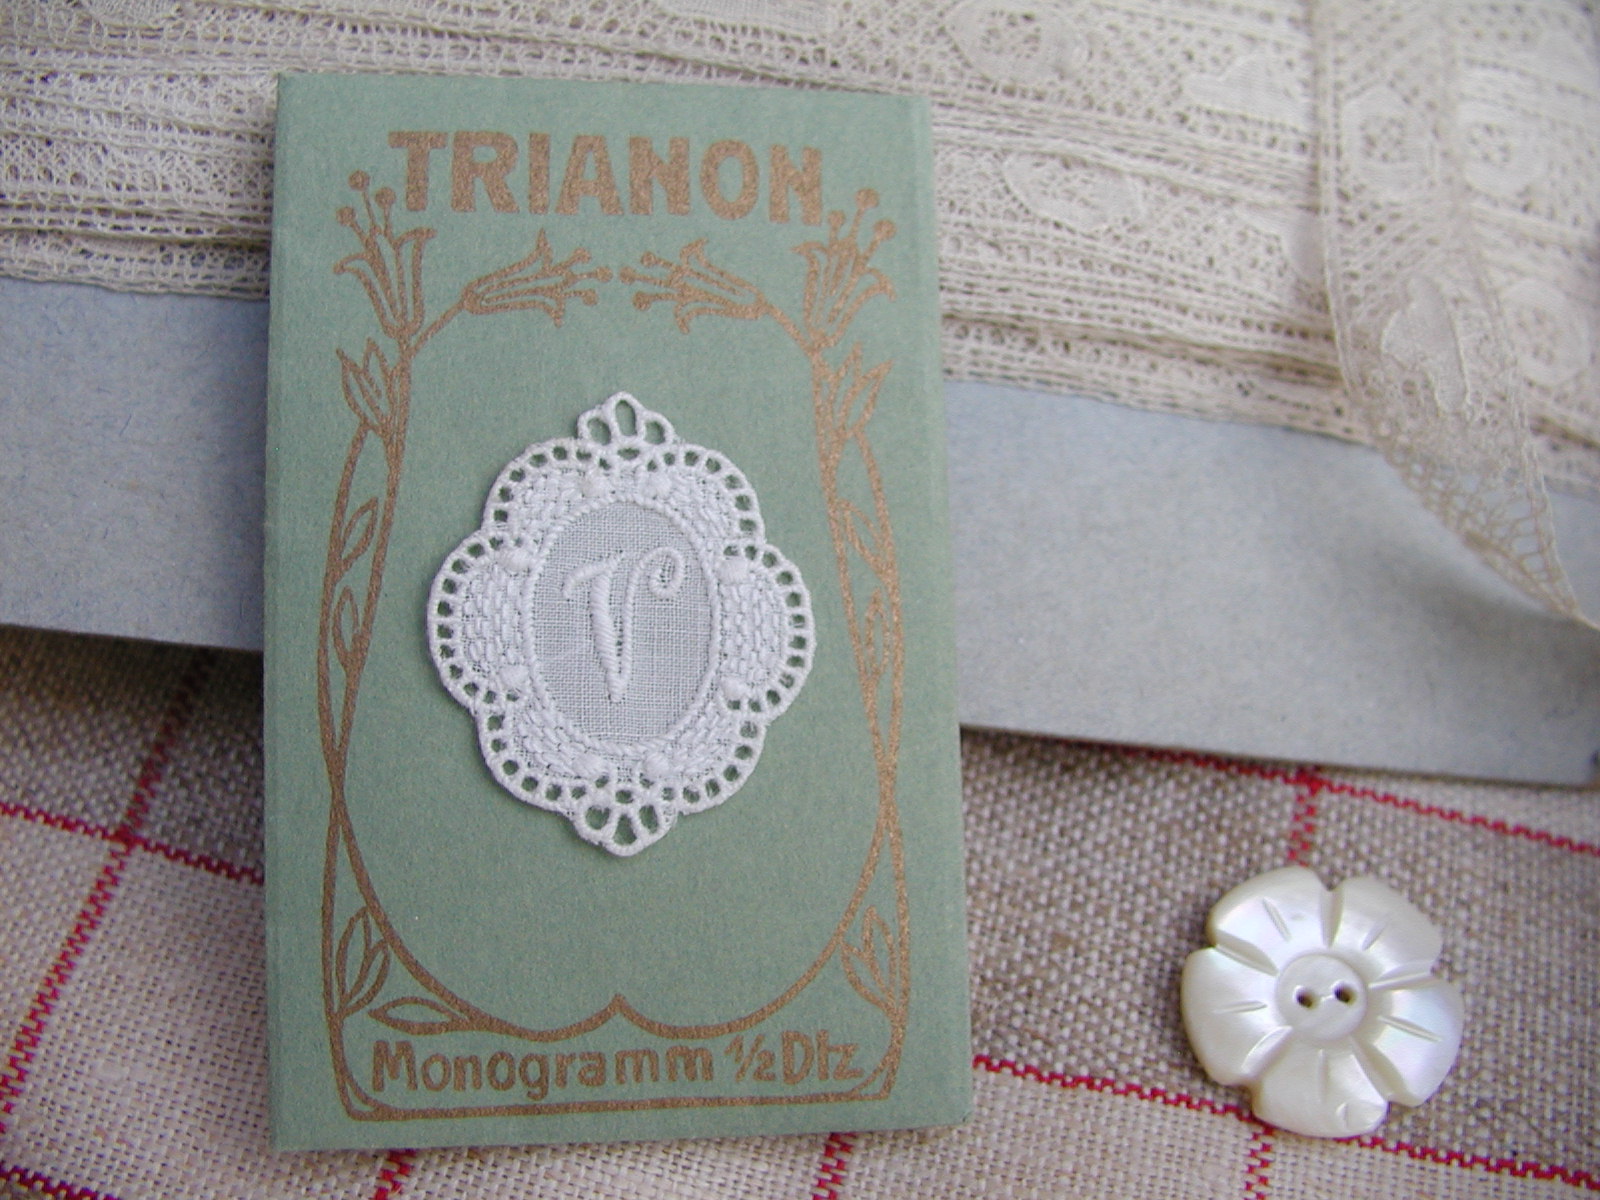 TRIANON
V
Monogramm 1/2 Dtz.